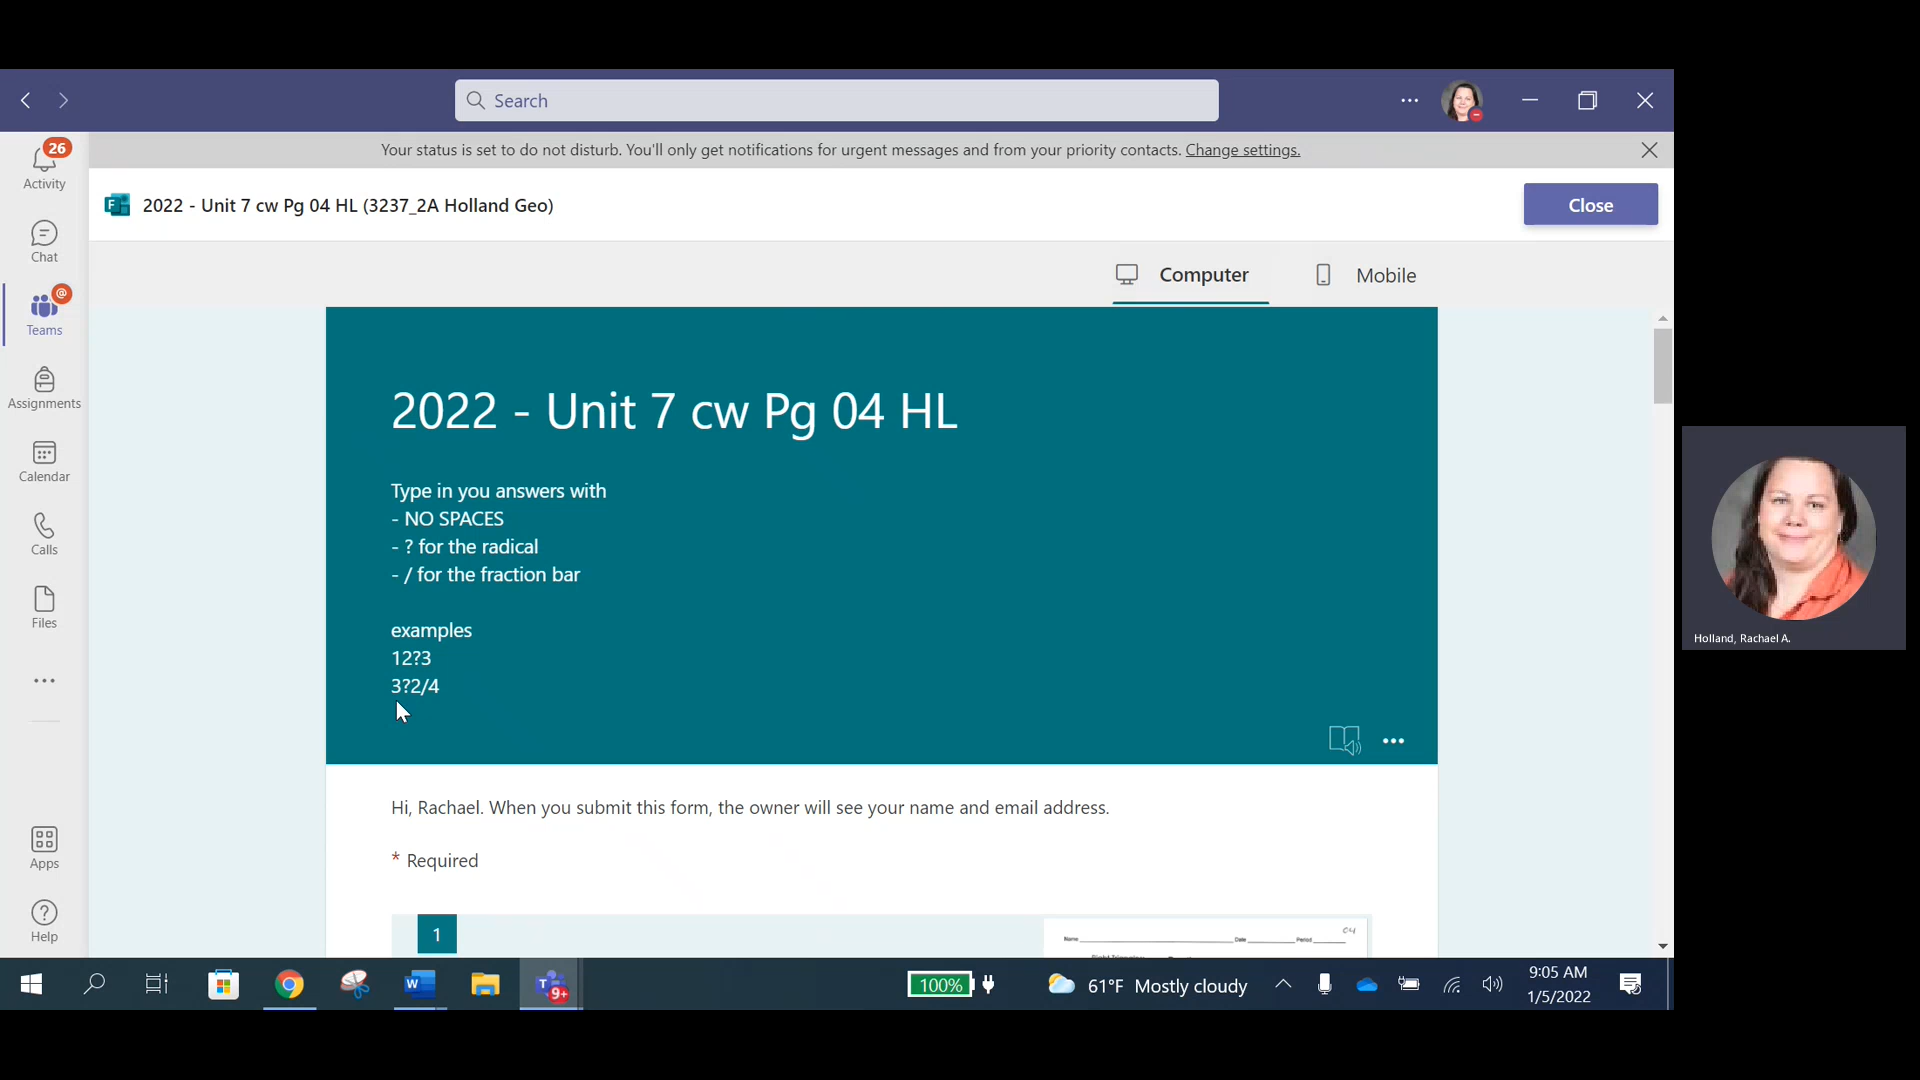 Search
Your status is set to do not disturb. You'll only get notifications for urgent messages and from your priority contacts. Change settings.
26
Activity
Chat
@
Teams
Assignments
Calendar
Calls
Files
Apps
Help
F
2022 - Unit 7 cw Pg 04 HL (3237_2A Holland Geo)
Close
Computer
Mobile
2022 - Unit 7 cw Pg 04 HL
Type in you answers with
- NO SPACES
- ? for the radical
- / for the fraction bar
examples
12?3
3?2/4
Hi, Rachael. When you submit this form, the owner will see your name and email address.
* Required
1
Name Date Period 04
Holland, Rachael A.
W
T
9+
100%
61°F Mostly cloudy
9:05 AM
1/5/2022